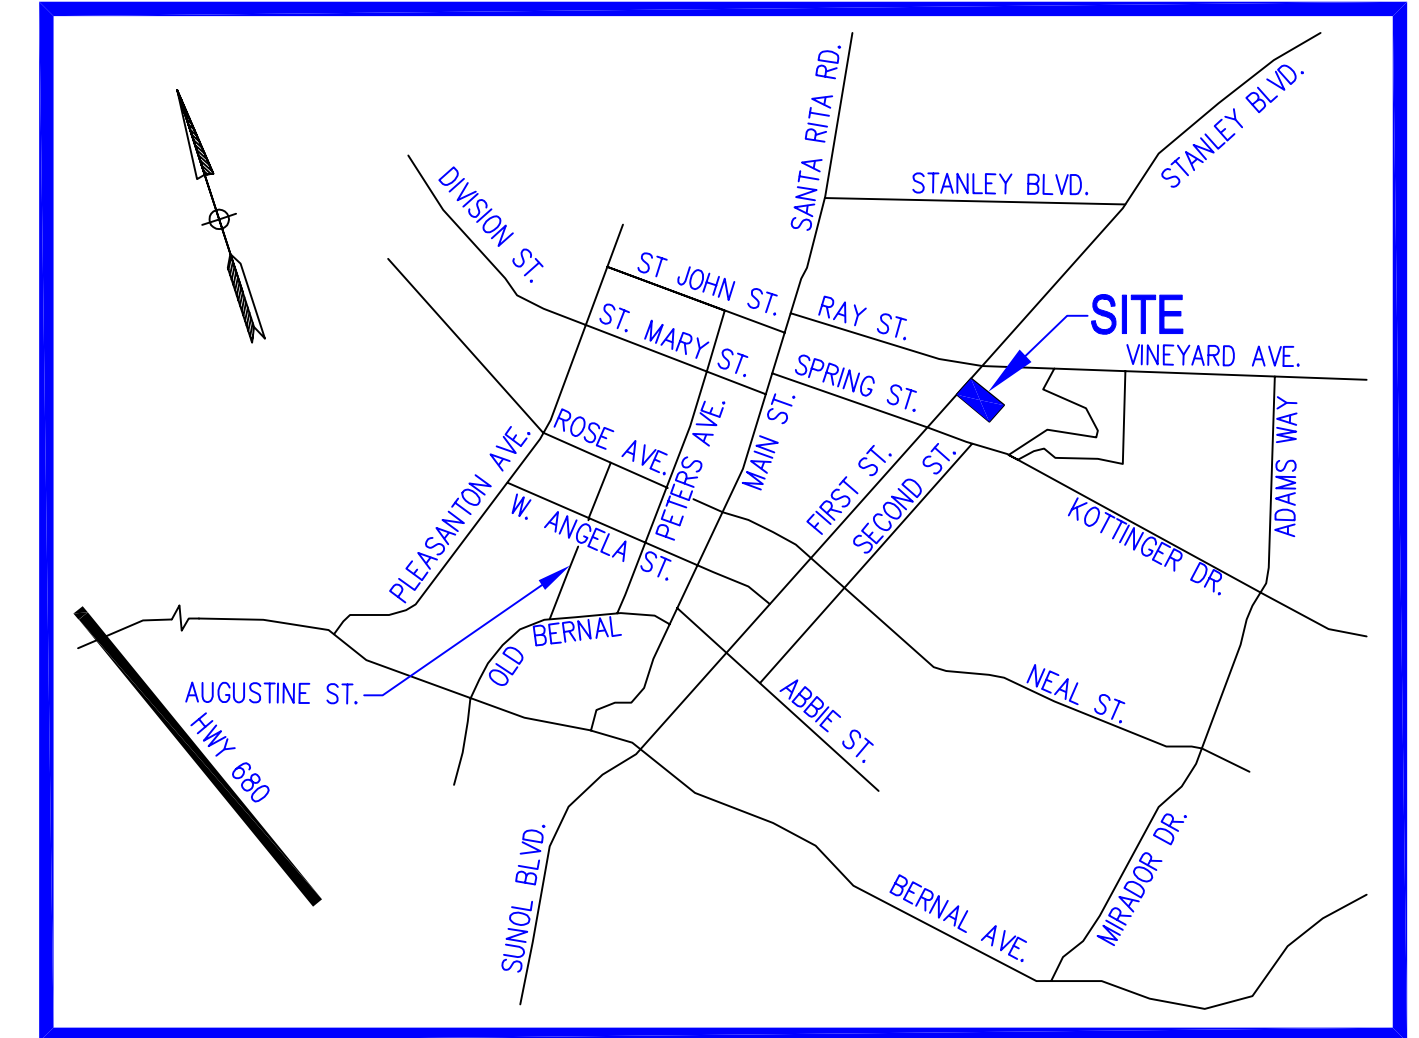 SANTA RITA RD.
STANLEY BLVD.
STANLEY BLVD.
DIVISION ST.
ST JOHN ST.
RAY ST.
SITE
ST. MARY ST.
VINEYARD AVE.
SPRING ST.
ROSE AVE.
PETERS AVE.
MAIN ST.
PLEASANTON AVE.
W. ANGELA ST.
FIRST ST.
SECOND ST.
ADAMS WAY
KOTTINGER DR.
OLD BERNAL
AUGUSTINE ST.
HWY 680
ABBIE ST.
NEAL ST.
SUNOL BLVD.
BERNAL AVE.
MIRADOR DR.